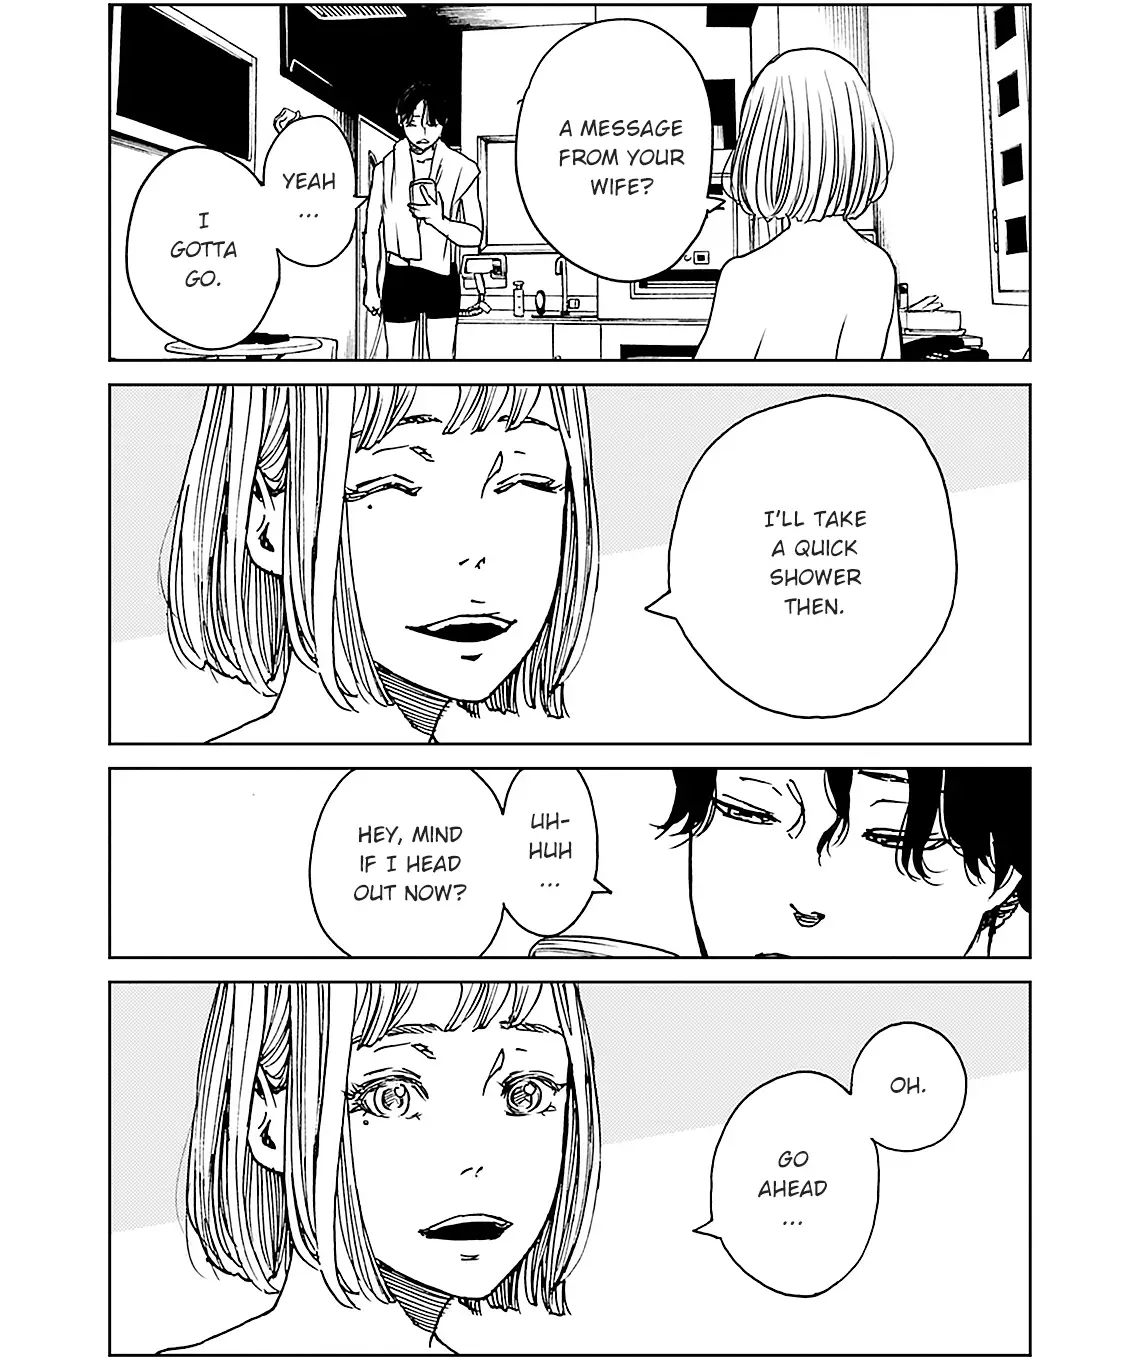 A MESSAGE
FROM YOUR
WIFE?
YEAH
...
I
GOTTA
GO.
I'LL TAKE
A QUICK
SHOWER
THEN.
UH-
HUH
...
HEY, MIND
IF I HEAD
OUT NOW?
OH.
GO
AHEAD
...